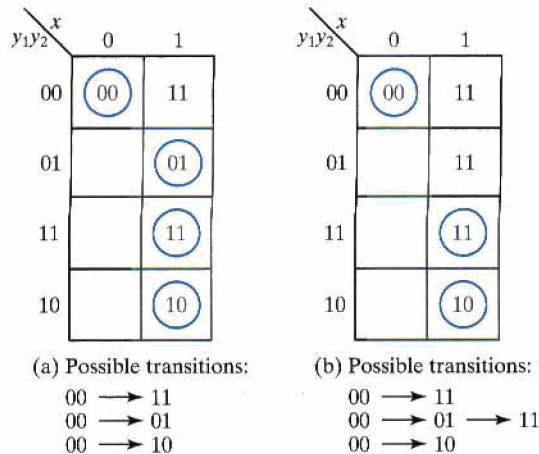 x
y₁y₂ 0 1
00 00 11
01 01
11 11
10 10
(a) Possible transitions:
00 → 11
00 → 01
00 → 10
x
y₁y₂ 0 1
00 00 11
01 11
11 11
10 10
(b) Possible transitions:
00 → 11
00 → 01 → 11
00 → 10